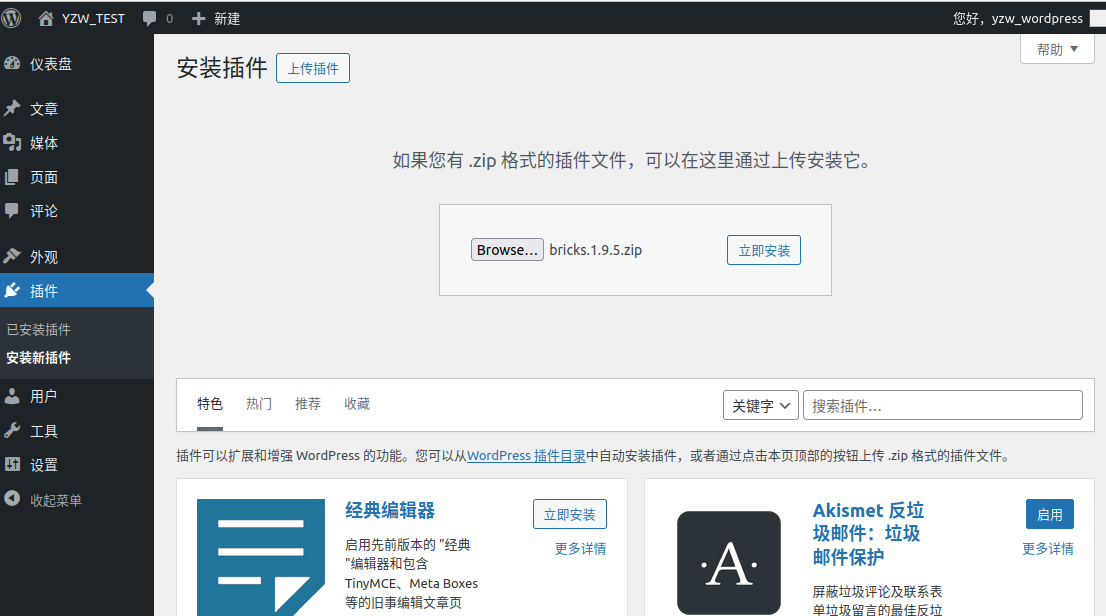 YZW_TEST 0 新建 您好，yzw_wordpress
帮助
仪表盘
文章
媒体
页面
评论
外观
插件
已安装插件
安装新插件
用户
工具
设置
收起菜单
安装插件 上传插件
如果您有 .zip 格式的插件文件，可以在这里通过上传安装它。
Browse... bricks.1.9.5.zip 立即安装
特色 热门 推荐 收藏 关键字 搜索插件...
插件可以扩展和增强 WordPress 的功能。您可以从WordPress 插件目录中自动安装插件，或者通过点击本页顶部的按钮上传 .zip 格式的插件文件。
经典编辑器
立即安装
更多详情
启用先前版本的 "经典
"编辑器和包含
TinyMCE、Meta Boxes
等的旧事编辑文章页
·A·
Akismet 反垃
圾邮件：垃圾
邮件保护
启用
更多详情
屏蔽垃圾评论及联系表
单垃圾留言的最佳反垃